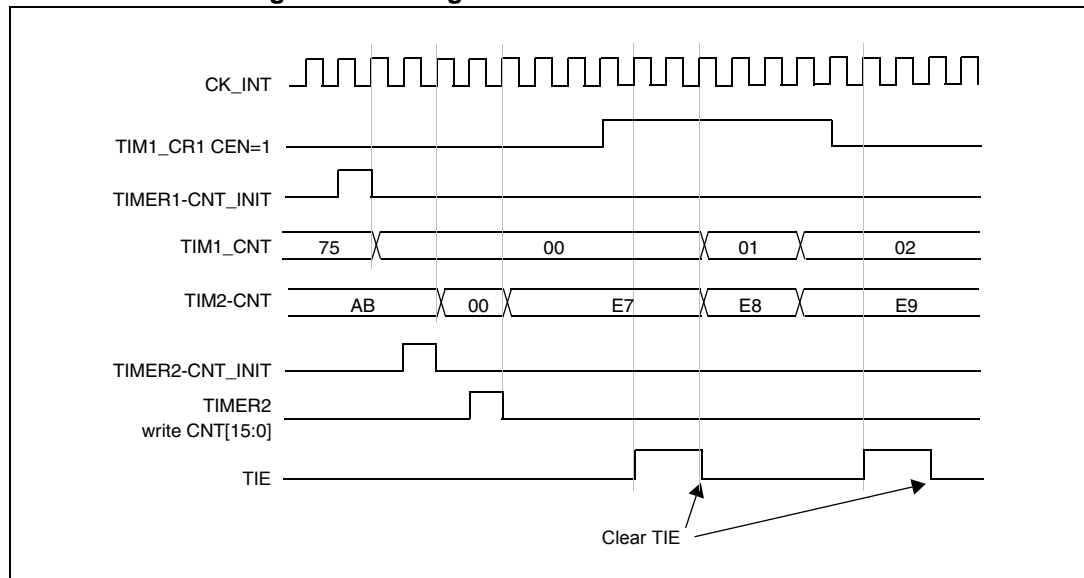 CK_INT
TIM1_CR1 CEN=1
TIMER1-CNT_INIT
TIM1_CNT 75 00 01 02
TIM2-CNT AB 00 E7 E8 E9
TIMER2-CNT_INIT
TIMER2
write CNT[15:0]
TIE
Clear TIE